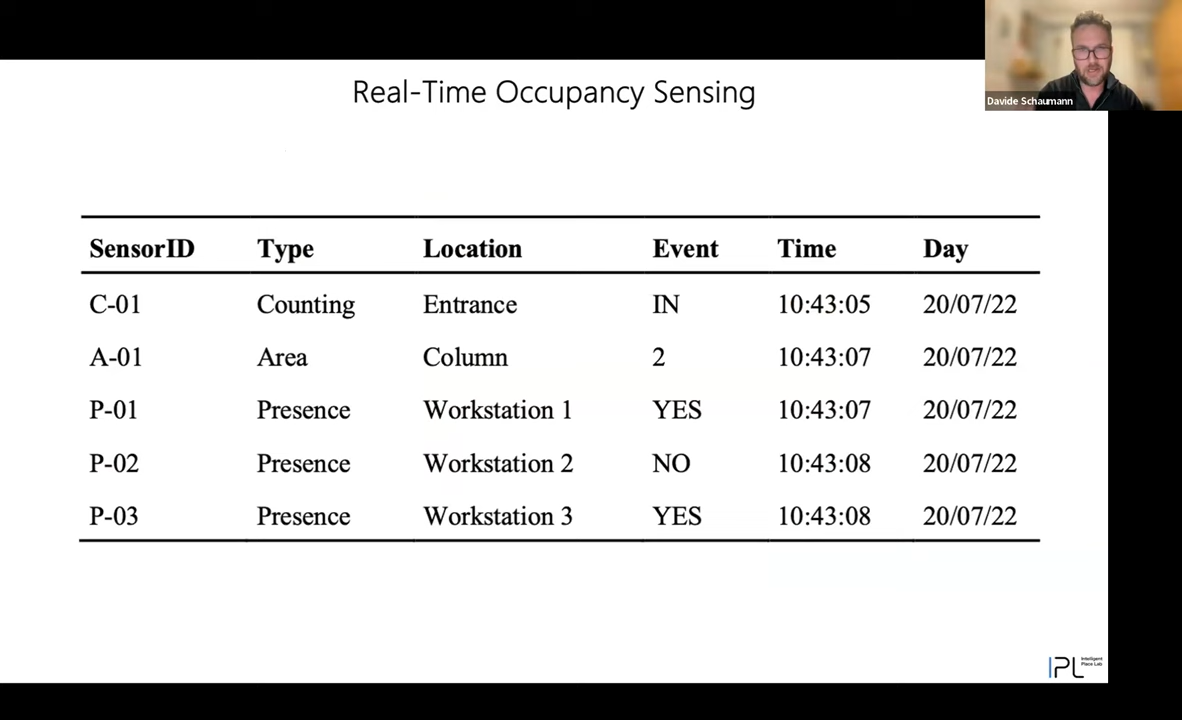 Real-Time Occupancy Sensing
Davide Schaumann
SensorID Type Location Event Time Day
C-01 Counting Entrance IN 10:43:05 20/07/22
A-01 Area Column 2 10:43:07 20/07/22
P-01 Presence Workstation 1 YES 10:43:07 20/07/22
P-02 Presence Workstation 2 NO 10:43:08 20/07/22
P-03 Presence Workstation 3 YES 10:43:08 20/07/22
IPL Intelligent
Place Lab